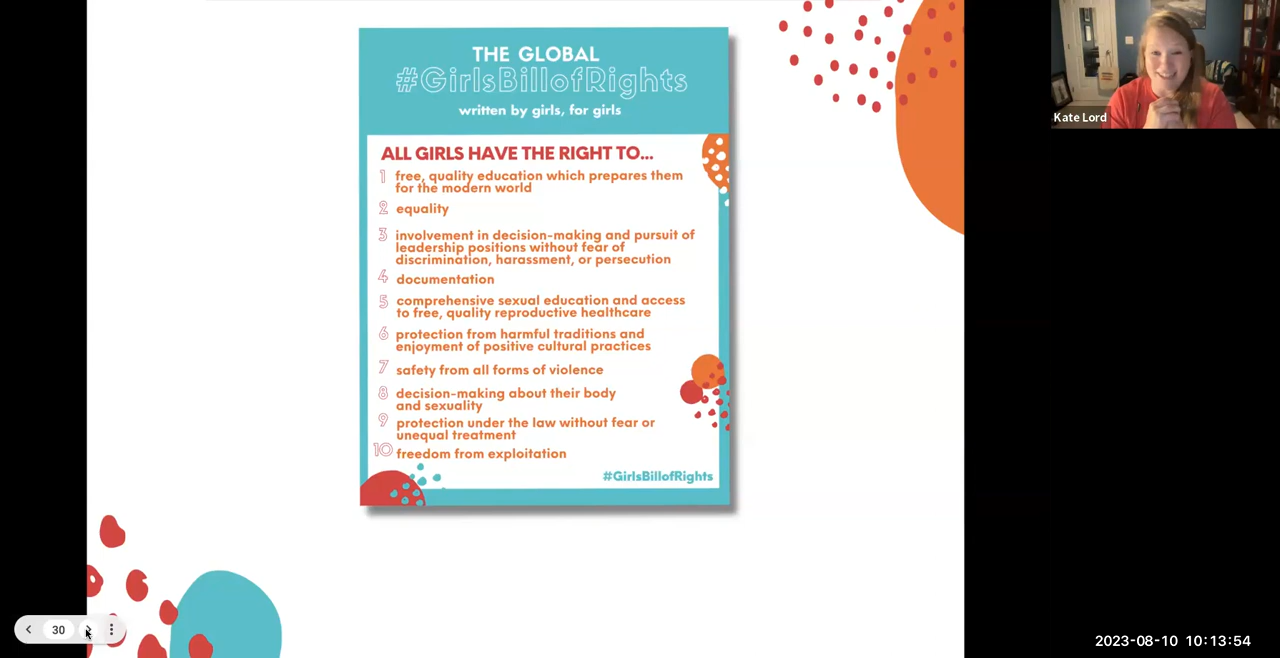 THE GLOBAL
#GirlsBillofRights
written by girls, for girls
ALL GIRLS HAVE THE RIGHT TO...
1 free, quality education which prepares them
for the modern world
2 equality
3 involvement in decision-making and pursuit of
leadership positions without fear of
discrimination, harassment, or persecution
4 documentation
5 comprehensive sexual education and access
to free, quality reproductive healthcare
6 protection from harmful traditions and
enjoyment of positive cultural practices
7 safety from all forms of violence
8 decision-making about their body
and sexuality
9 protection under the law without fear or
unequal treatment
10 freedom from exploitation
#GirlsBillofRights
Kate Lord
30
2023-08-10 10:13:54